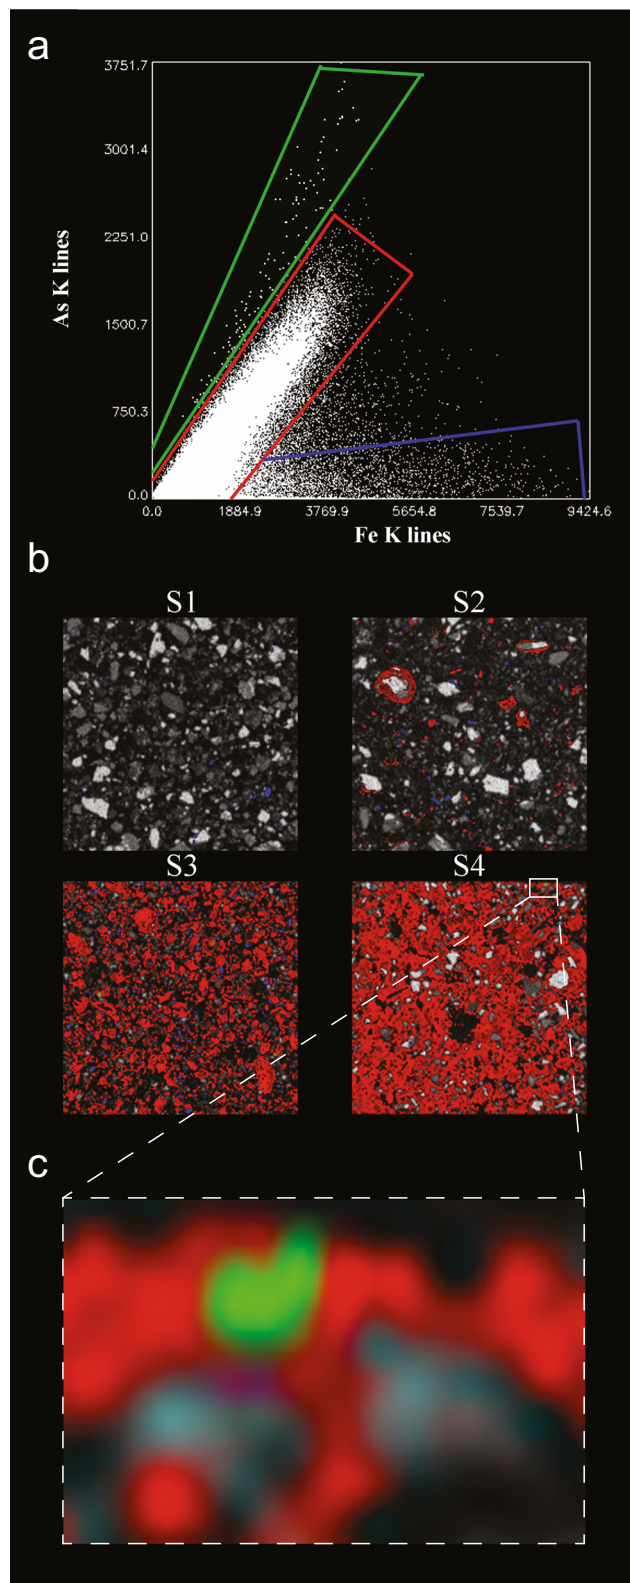 a
3751.7
3001.4
2251.0
1500.7
750.3
0.0
As K lines
0.0 1884.9 3769.9 5654.8 7539.7 9424.6
Fe K lines
b
S1 S2
S3 S4
c